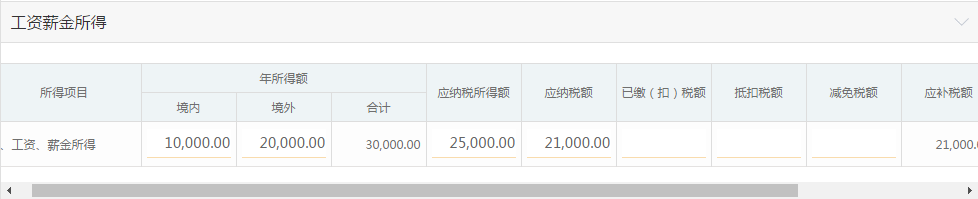 工资薪金所得
所得项目 年所得额 应纳税所得额 应纳税额 已缴（扣）税额 抵扣税额 减免税额 应补税额
境内 境外 合计
、工资、薪金所得 10,000.00 20,000.00 30,000.00 25,000.00 21,000.00 21,000.